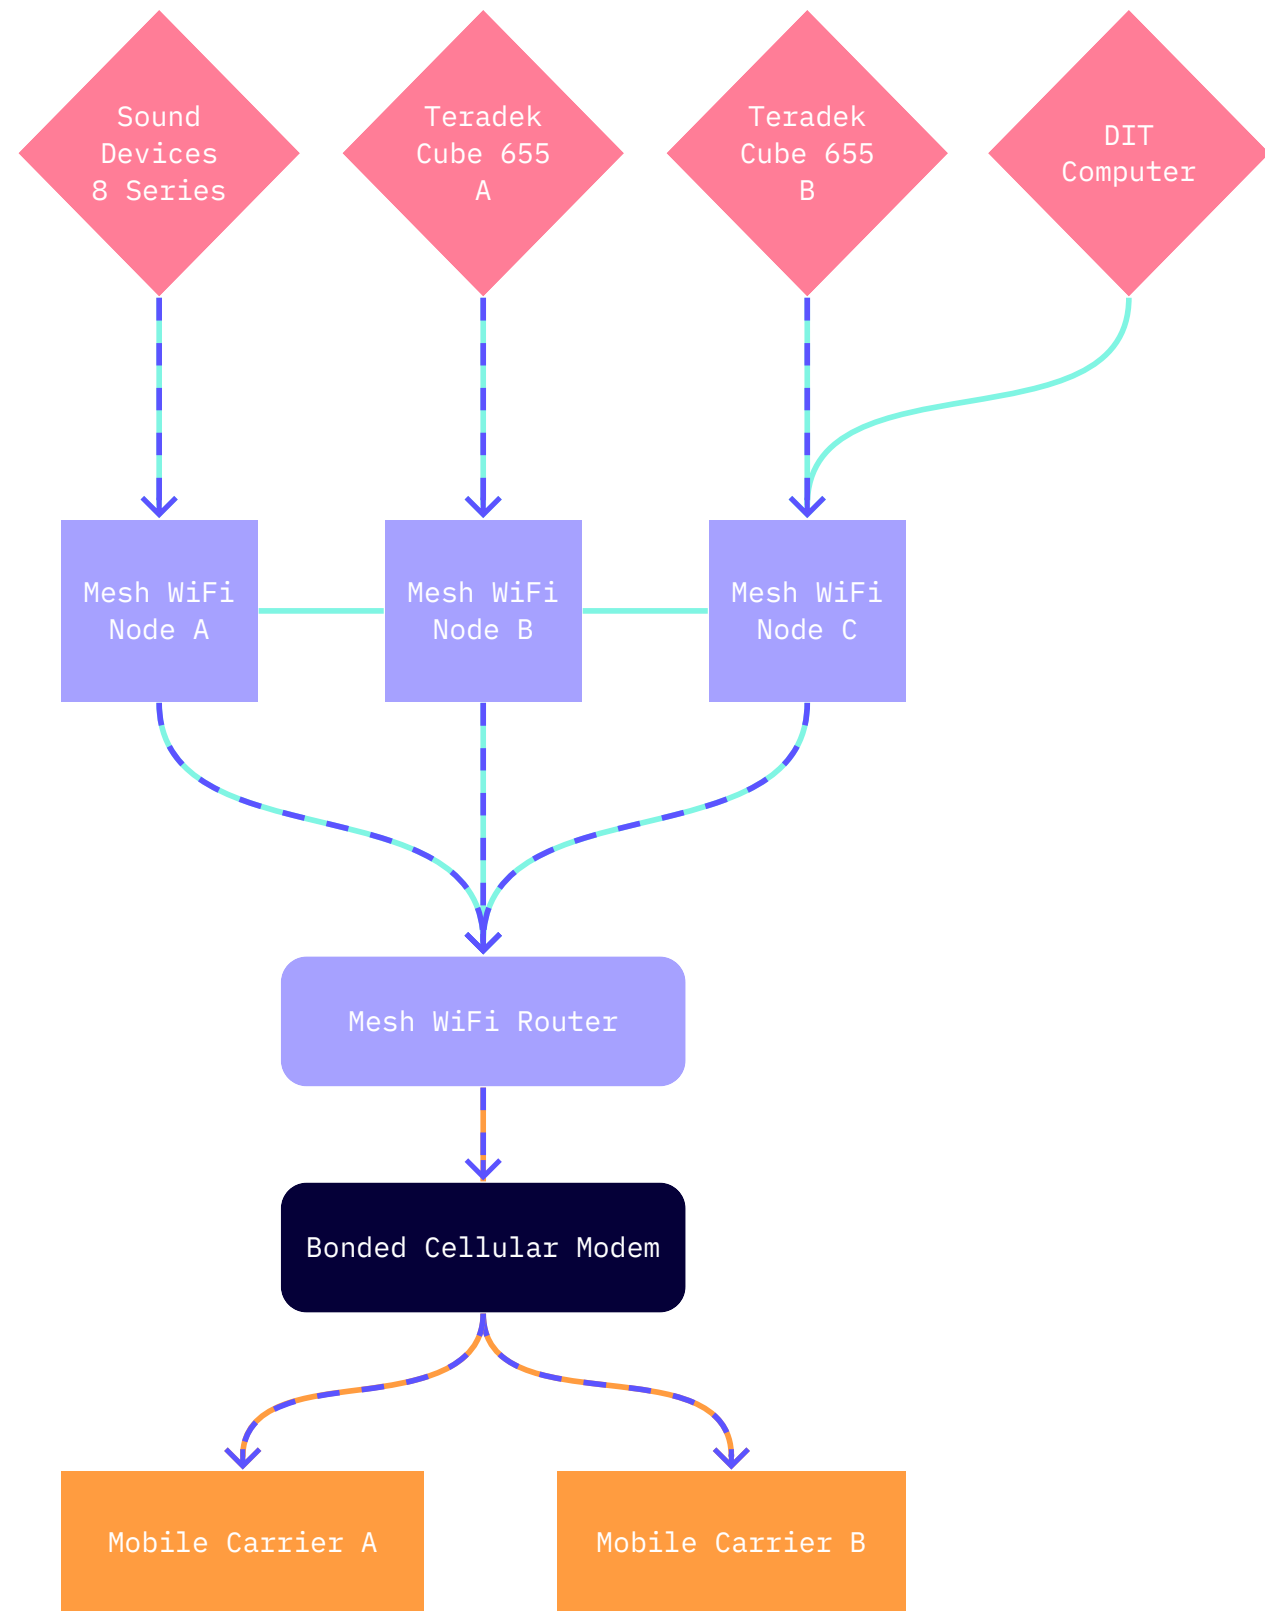 Sound
Devices
8 Series
Teradek
Cube 655
A
Teradek
Cube 655
B
DIT
Computer
Mesh WiFi
Node A
Mesh WiFi
Node B
Mesh WiFi
Node C
Mesh WiFi Router
Bonded Cellular Modem
Mobile Carrier A
Mobile Carrier B